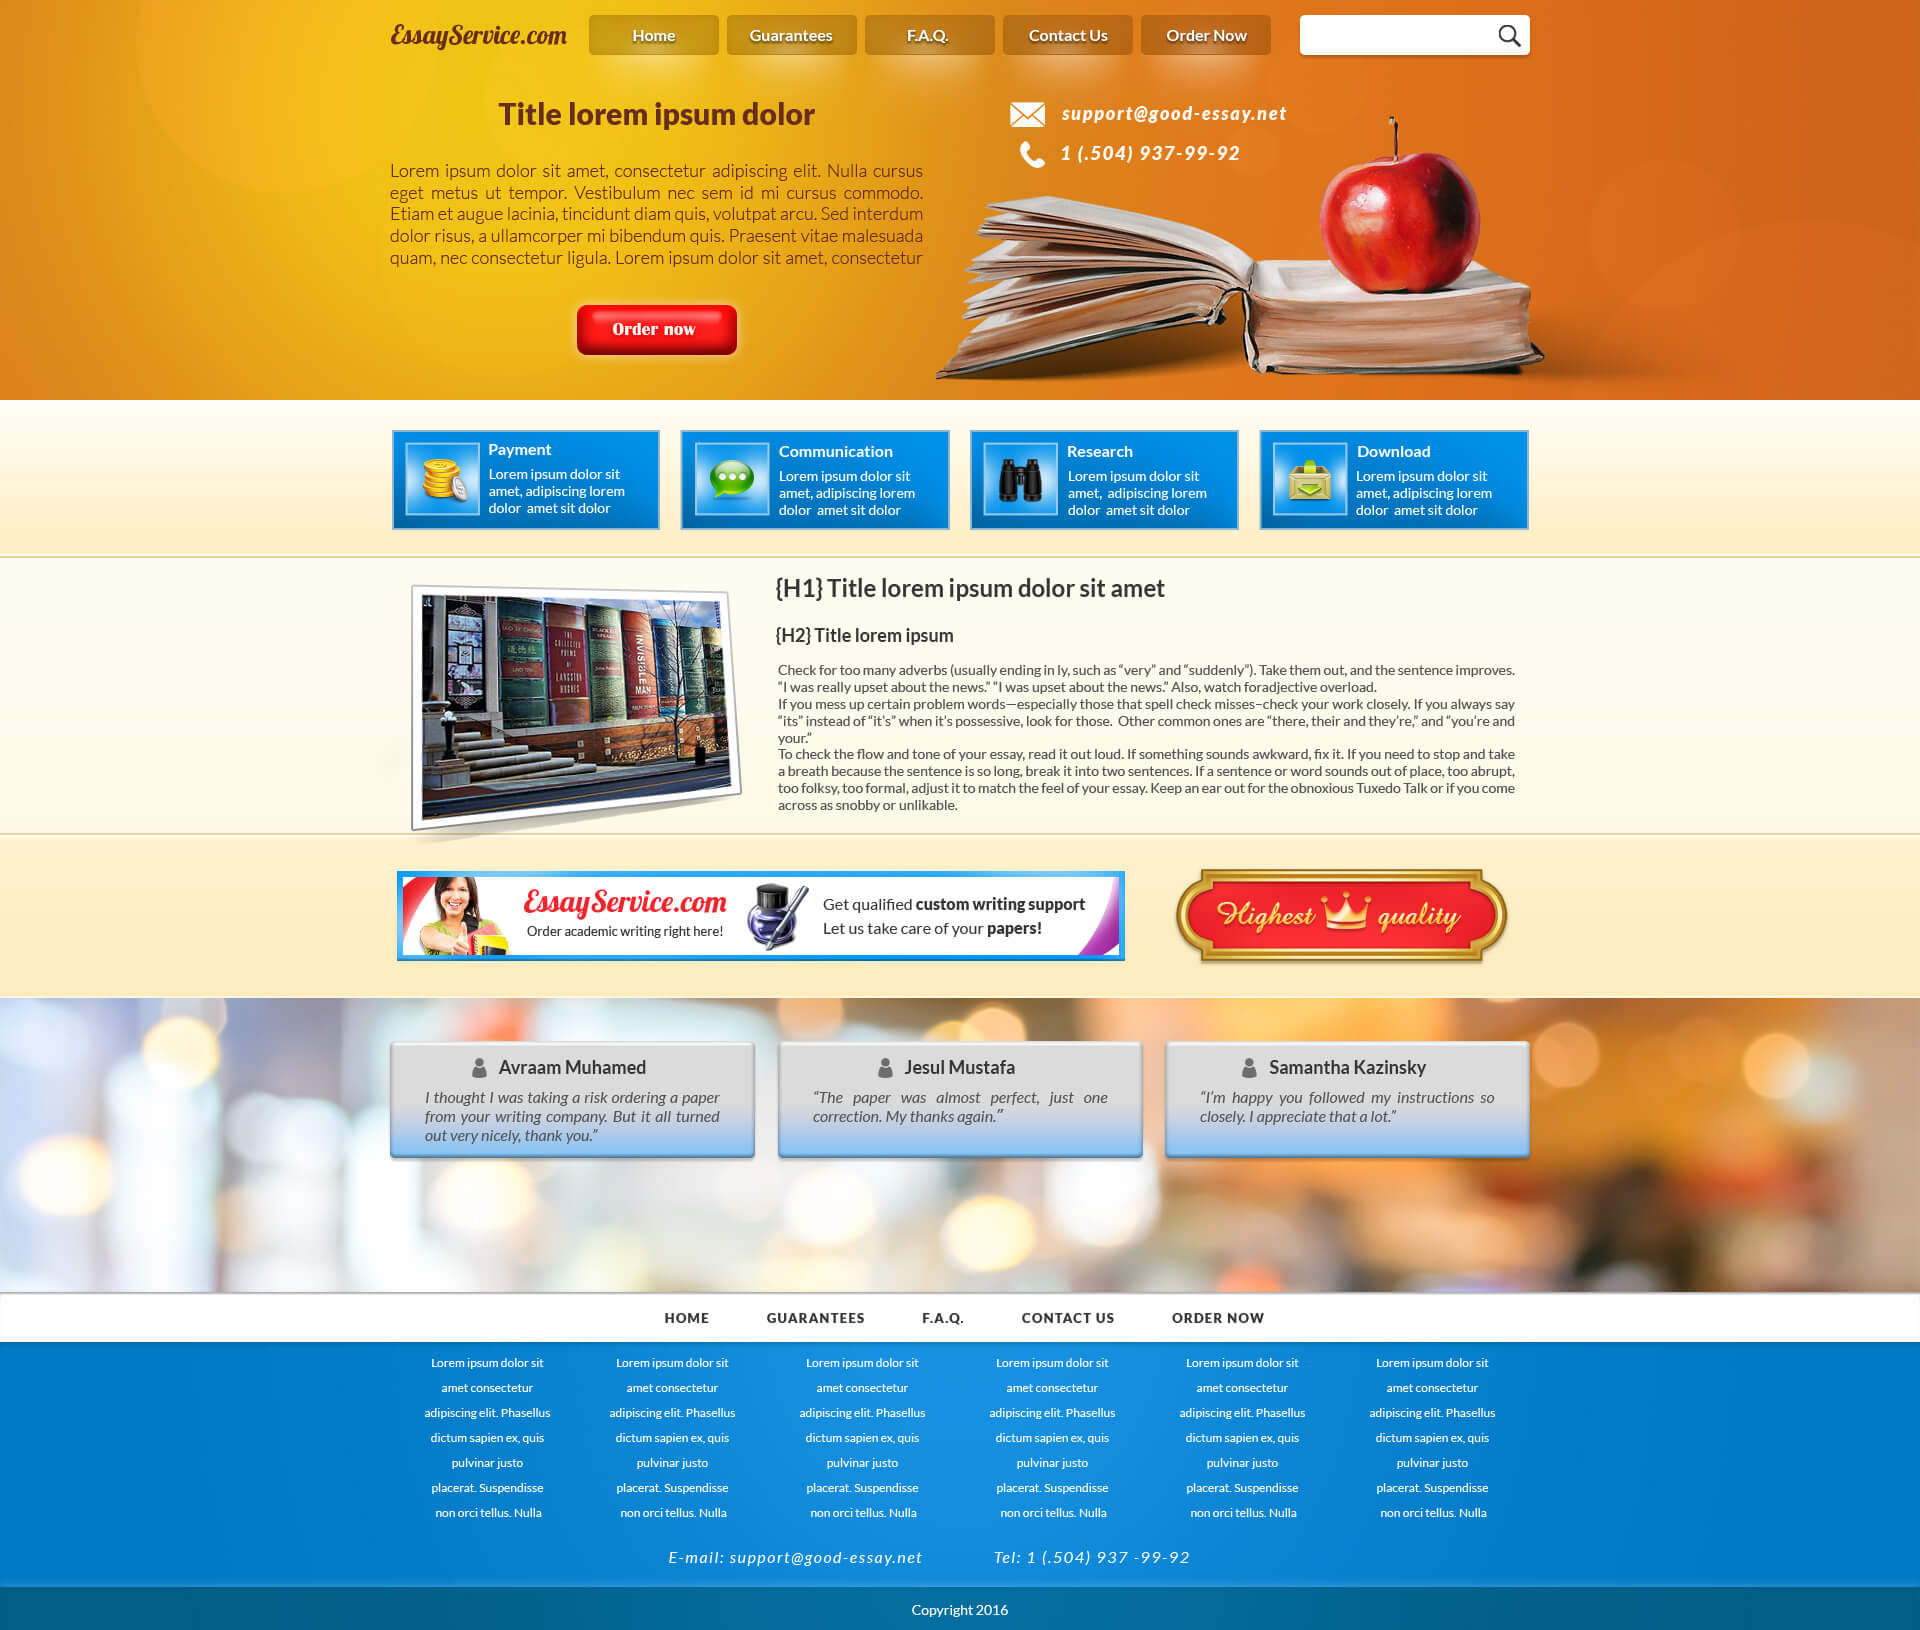 EssayService.com
Home
Guarantees
F.A.Q.
Contact Us
Order Now
Title lorem ipsum dolor
Lorem ipsum dolor sit amet, consectetur adipiscing elit. Nulla cursus
eget metus ut tempor. Vestibulum nec sem id mi cursus commodo.
Etiam et augue lacinia, tincidunt diam quis, volutpat arcu. Sed interdum
dolor risus, a ullamcorper mi bibendum quis. Praesent vitae malesuada
quam, nec consectetur ligula. Lorem ipsum dolor sit amet, consectetur
Order now
support@good-essay.net
1 (.504) 937-99-92
Payment
Lorem ipsum dolor sit
amet, adipiscing lorem
dolor  amet sit dolor
Communication
Lorem ipsum dolor sit
amet, adipiscing lorem
dolor  amet sit dolor
Research
Lorem ipsum dolor sit
amet,  adipiscing lorem
dolor  amet sit dolor
Download
Lorem ipsum dolor sit
amet, adipiscing lorem
dolor  amet sit dolor
THE
COLLECTED
POEMS
OF
LANGSTON
HUGHES
INVISIBLE
MAN
{H1} Title lorem ipsum dolor sit amet
{H2} Title lorem ipsum
Check for too many adverbs (usually ending in ly, such as “very” and “suddenly”). Take them out, and the sentence improves.
“I was really upset about the news.” “I was upset about the news.” Also, watch foradjective overload.
If you mess up certain problem words—especially those that spell check misses–check your work closely. If you always say
“its” instead of “it’s” when it’s possessive, look for those.  Other common ones are “there, their and they’re,” and “you’re and
your.”
To check the flow and tone of your essay, read it out loud. If something sounds awkward, fix it. If you need to stop and take
a breath because the sentence is so long, break it into two sentences. If a sentence or word sounds out of place, too abrupt,
too folksy, too formal, adjust it to match the feel of your essay. Keep an ear out for the obnoxious Tuxedo Talk or if you come
across as snobby or unlikable.
EssayService.com
Order academic writing right here!
Get qualified custom writing support
Let us take care of your papers!
Highest quality
Avraam Muhamed
I thought I was taking a risk ordering a paper
from your writing company. But it all turned
out very nicely, thank you.”
Jesul Mustafa
“The paper was almost perfect, just one
correction. My thanks again.”
Samantha Kazinsky
“I’m happy you followed my instructions so
closely. I appreciate that a lot.”
HOME
GUARANTEES
F.A.Q.
CONTACT US
ORDER NOW
Lorem ipsum dolor sit
amet consectetur
adipiscing elit. Phasellus
dictum sapien ex, quis
pulvinar justo
placerat. Suspendisse
non orci tellus. Nulla
Lorem ipsum dolor sit
amet consectetur
adipiscing elit. Phasellus
dictum sapien ex, quis
pulvinar justo
placerat. Suspendisse
non orci tellus. Nulla
Lorem ipsum dolor sit
amet consectetur
adipiscing elit. Phasellus
dictum sapien ex, quis
pulvinar justo
placerat. Suspendisse
non orci tellus. Nulla
Lorem ipsum dolor sit
amet consectetur
adipiscing elit. Phasellus
dictum sapien ex, quis
pulvinar justo
placerat. Suspendisse
non orci tellus. Nulla
Lorem ipsum dolor sit
amet consectetur
adipiscing elit. Phasellus
dictum sapien ex, quis
pulvinar justo
placerat. Suspendisse
non orci tellus. Nulla
Lorem ipsum dolor sit
amet consectetur
adipiscing elit. Phasellus
dictum sapien ex, quis
pulvinar justo
placerat. Suspendisse
non orci tellus. Nulla
E-mail: support@good-essay.net
Tel: 1 (.504) 937 -99-92
Copyright 2016